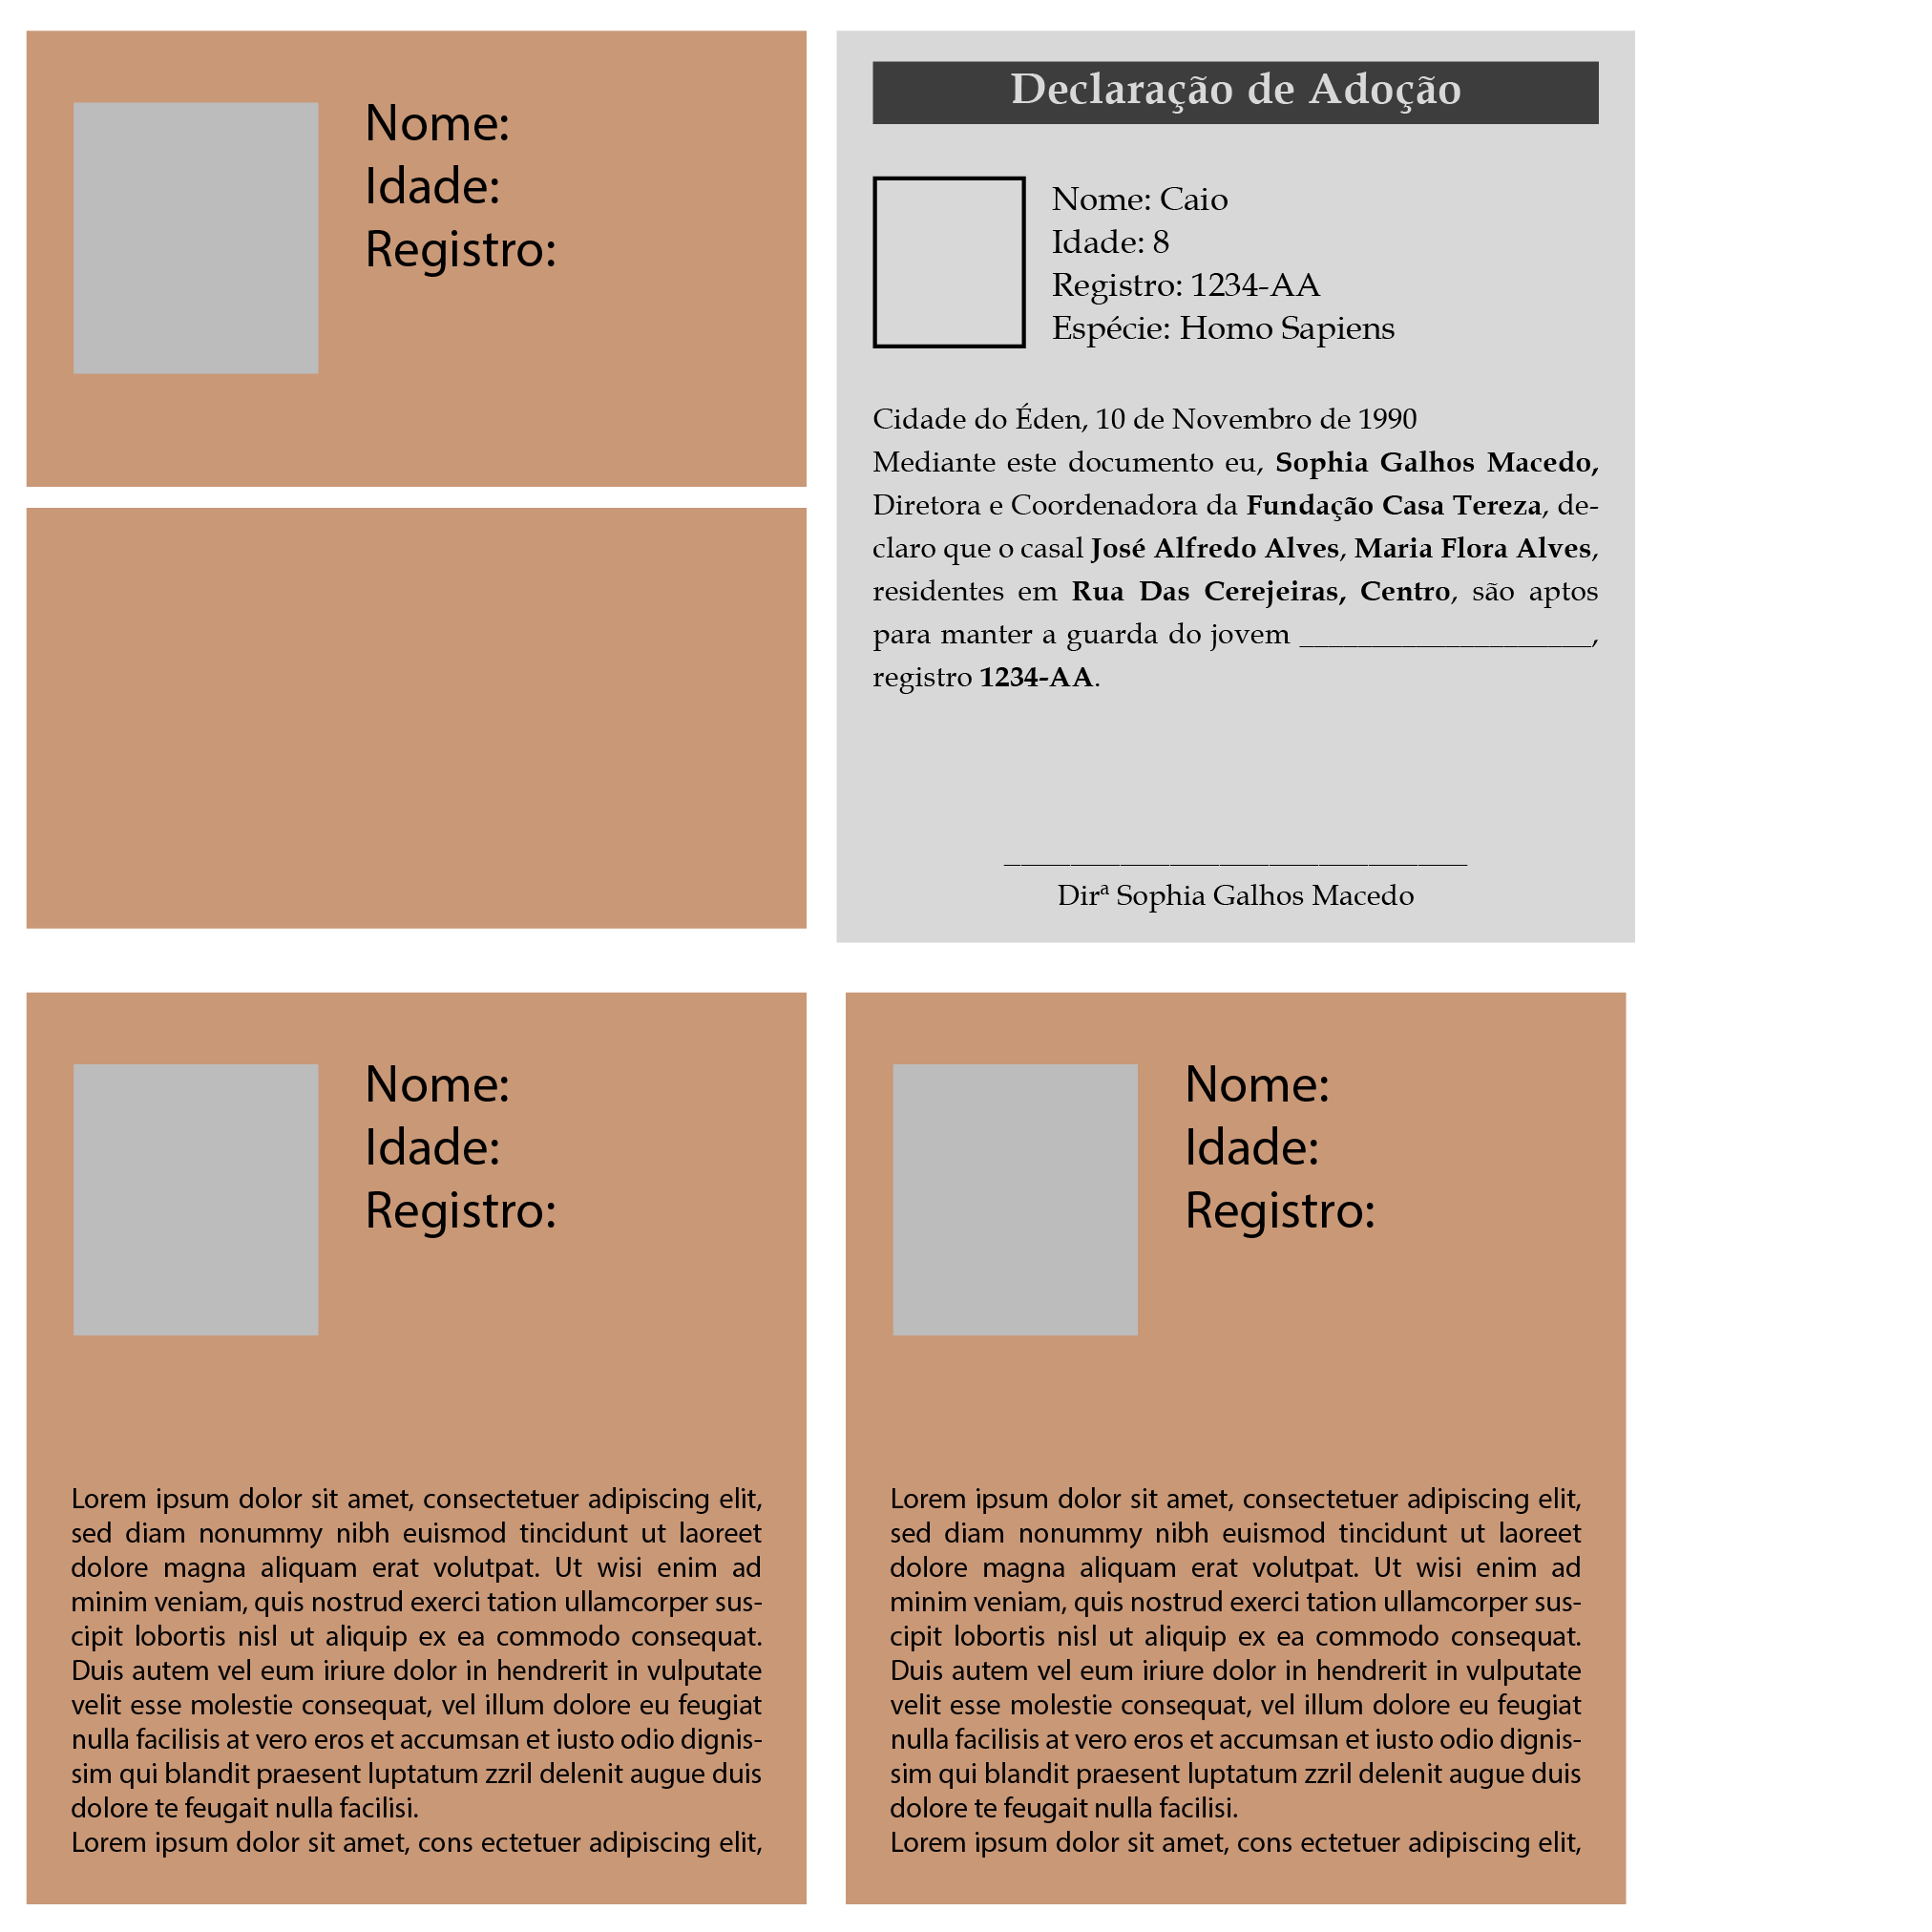 Nome:
Idade:
Registro:
Declaração de Adoção
Nome: Caio
Idade: 8
Registro: 1234-AA
Espécie: Homo Sapiens
Cidade do Éden, 10 de Novembro de 1990
Mediante este documento eu, Sophia Galhos Macedo,
Diretora e Coordenadora da Fundação Casa Tereza, de-
claro que o casal José Alfredo Alves, Maria Flora Alves,
residentes em Rua Das Cerejeiras, Centro, são aptos
para manter a guarda do jovem ____________________,
registro 1234-AA.
____________________________
Dirª Sophia Galhos Macedo
Nome:
Idade:
Registro:
Lorem ipsum dolor sit amet, consectetuer adipiscing elit,
sed diam nonummy nibh euismod tincidunt ut laoreet
dolore magna aliquam erat volutpat. Ut wisi enim ad
minim veniam, quis nostrud exerci tation ullamcorper sus-
cipit lobortis nisl ut aliquip ex ea commodo consequat.
Duis autem vel eum iriure dolor in hendrerit in vulputate
velit esse molestie consequat, vel illum dolore eu feugiat
nulla facilisis at vero eros et accumsan et iusto odio dignis-
sim qui blandit praesent luptatum zzril delenit augue duis
dolore te feugait nulla facilisi.
Lorem ipsum dolor sit amet, cons ectetuer adipiscing elit,
Nome:
Idade:
Registro:
Lorem ipsum dolor sit amet, consectetuer adipiscing elit,
sed diam nonummy nibh euismod tincidunt ut laoreet
dolore magna aliquam erat volutpat. Ut wisi enim ad
minim veniam, quis nostrud exerci tation ullamcorper sus-
cipit lobortis nisl ut aliquip ex ea commodo consequat.
Duis autem vel eum iriure dolor in hendrerit in vulputate
velit esse molestie consequat, vel illum dolore eu feugiat
nulla facilisis at vero eros et accumsan et iusto odio dignis-
sim qui blandit praesent luptatum zzril delenit augue duis
dolore te feugait nulla facilisi.
Lorem ipsum dolor sit amet, cons ectetuer adipiscing elit,